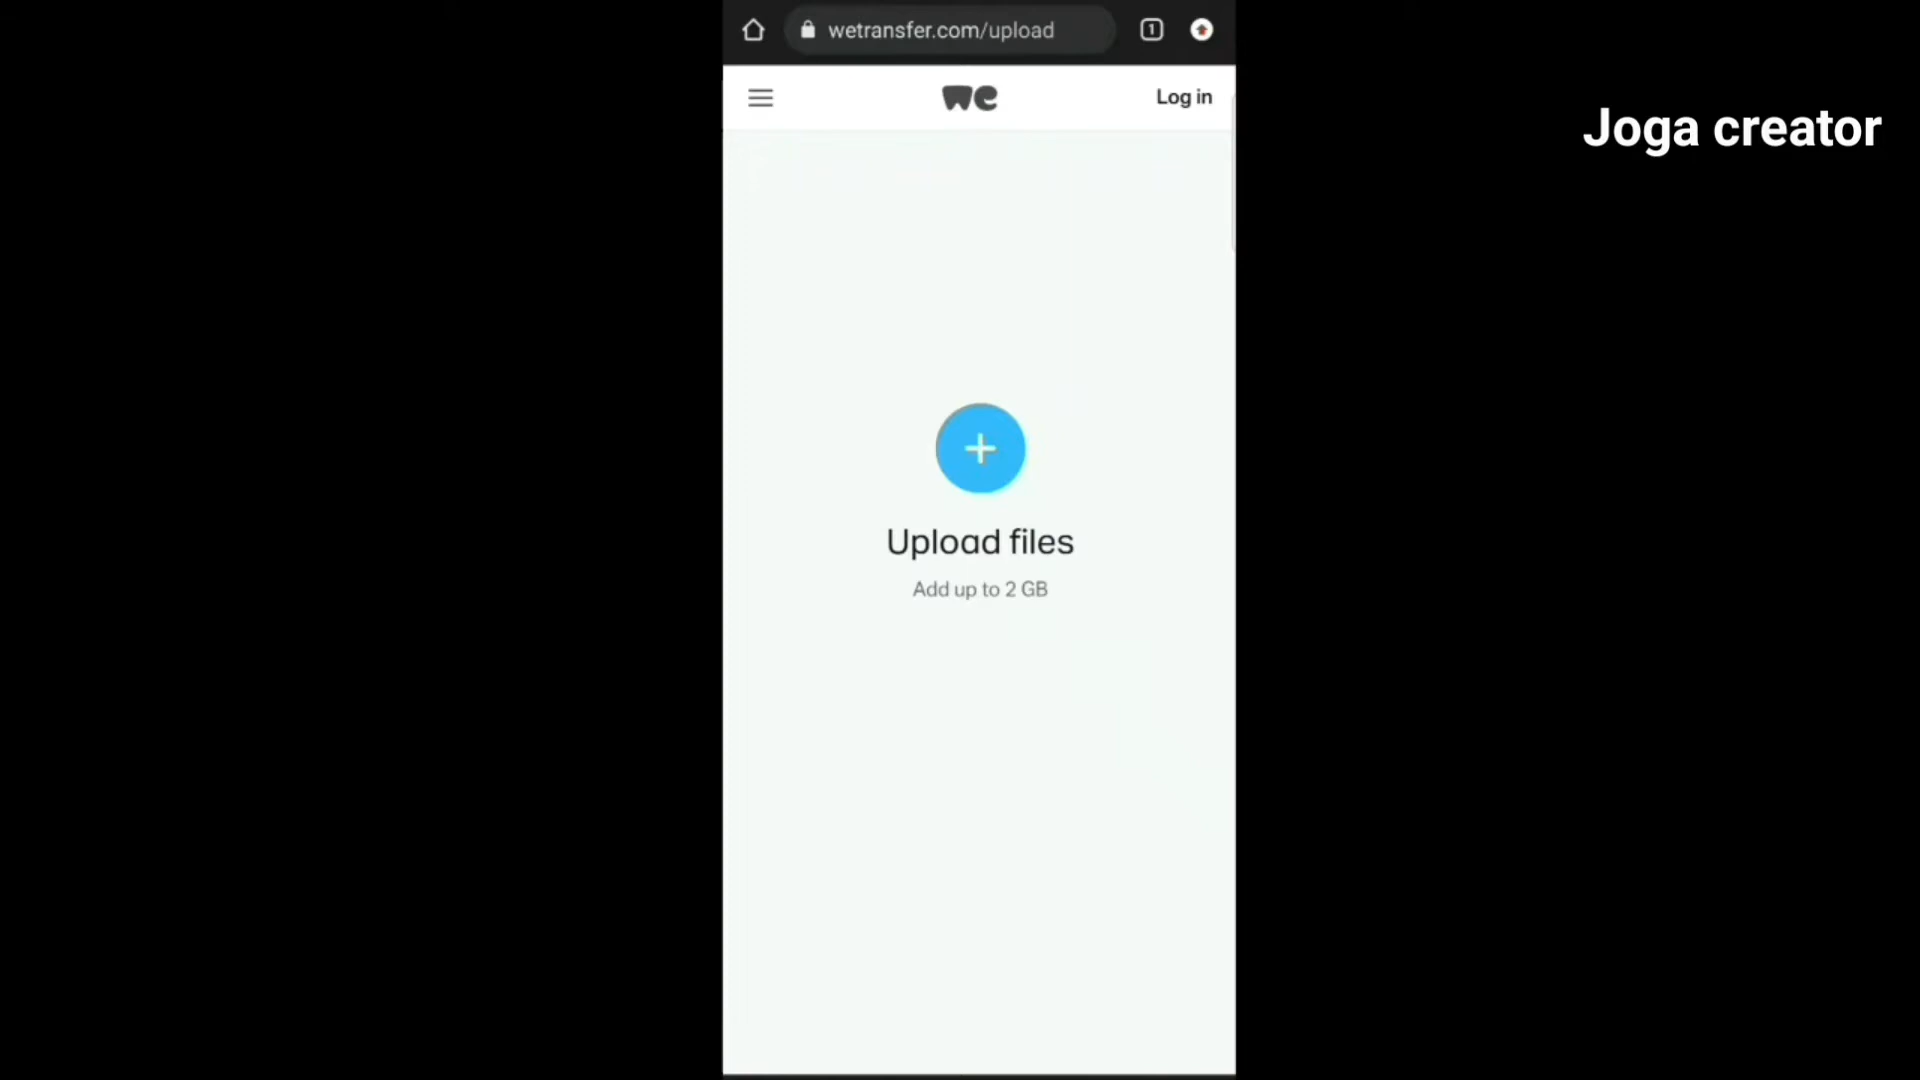 wetransfer.com/upload
1
we
Log in
Joga creator
Upload files
Add up to 2 GB